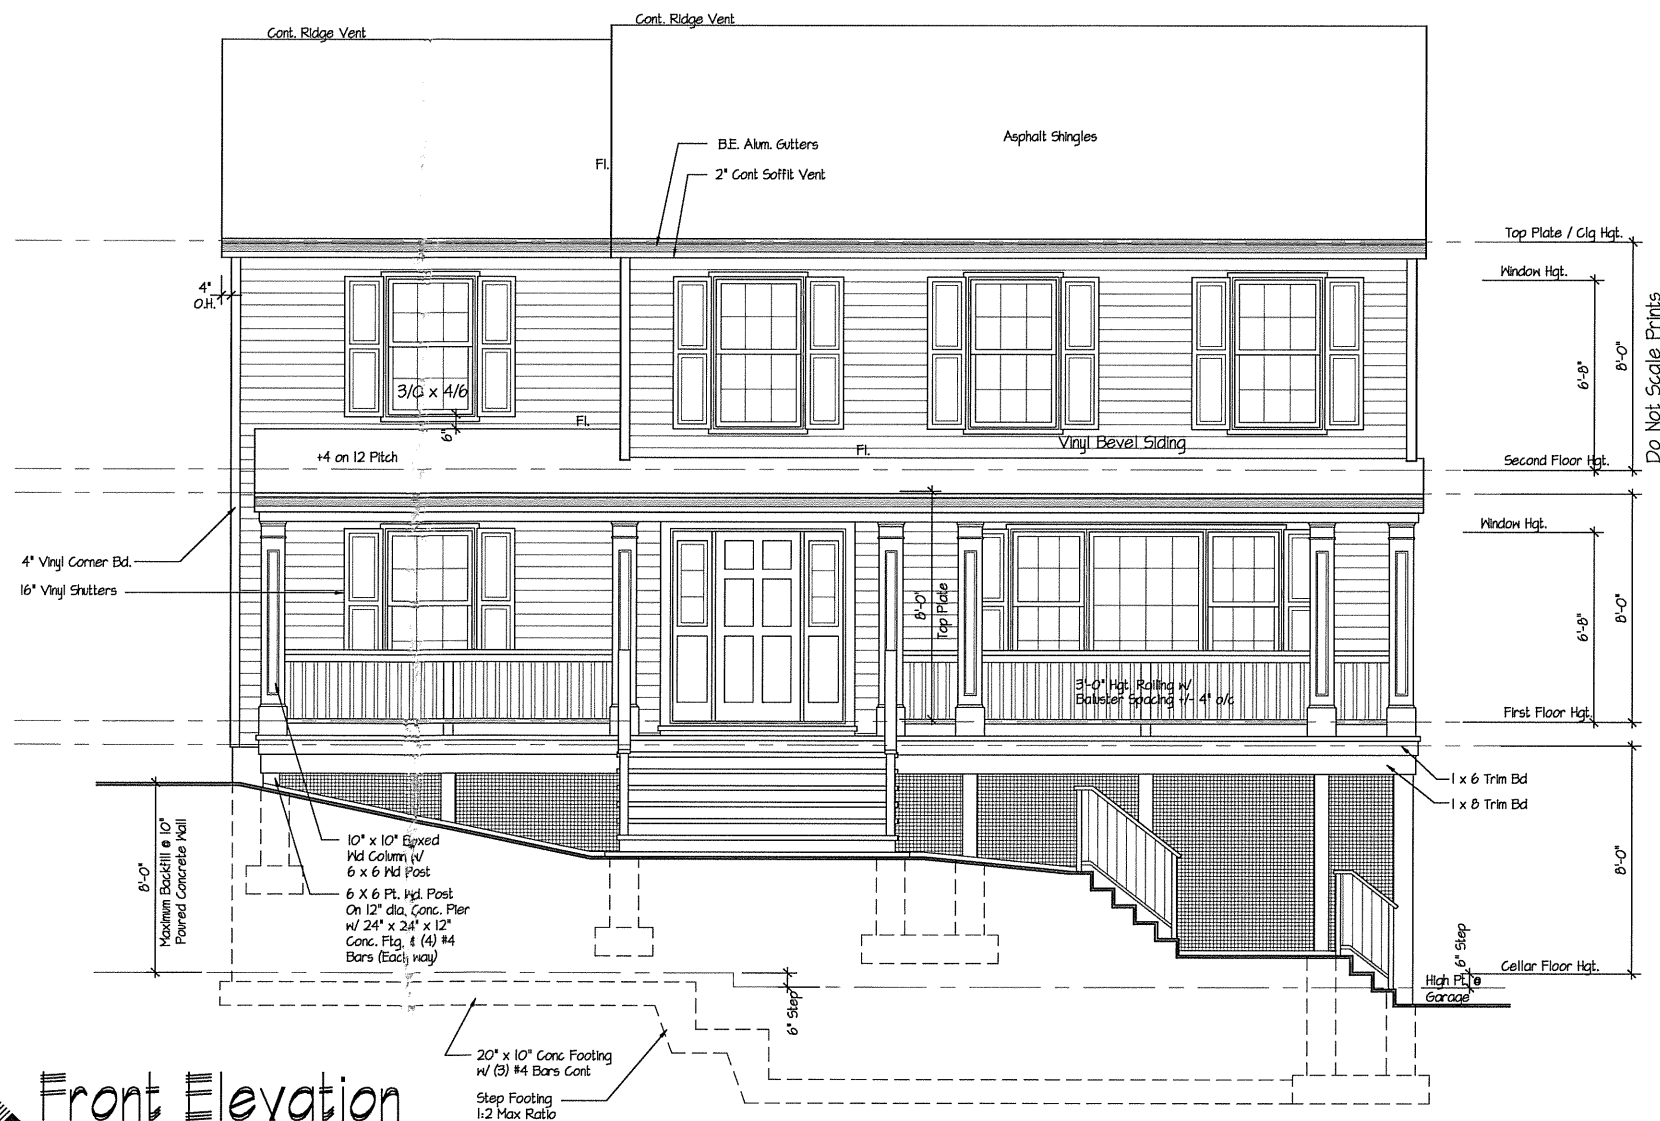 Cont. Ridge Vent
Cont. Ridge Vent
Asphalt Shingles
B.E. Alum. Gutters
2" Cont Soffit Vent
Fl.
Top Plate / Clg Hgt.
Window Hgt.
4"
O.H.
Do Not Scale Prints
6'-8"
8'-0"
3/0 x 4/6
6"
Fl.
Vinyl Bevel Siding
Fl.
+4 on 12 Pitch
Second Floor Hgt.
Window Hgt.
4" Vinyl Corner Bd.
16" Vinyl Shutters
8'-0"
Top Plate
6'-8"
8'-0"
3'-0" Hgt. Railing w/
Baluster Spacing +/- 4" o/c
First Floor Hgt.
1 x 6 Trim Bd
1 x 8 Trim Bd
8'-0"
Maximum Backfill @ 10"
Poured Concrete Wall
10" x 10" Boxed
Wd Column w/
6 x 6 Wd Post
6 X 6 Pt. Wd. Post
On 12" dia. Conc. Pier
w/ 24" x 24" x 12"
Conc. Ftg. & (4) #4
Bars (Each way)
8'-0"
6" Step
Cellar Floor Hgt.
High Pt. @
Garage
6" Step
20" x 10" Conc Footing
w/ (3) #4 Bars Cont
Step Footing
1:2 Max Ratio
Front Elevation